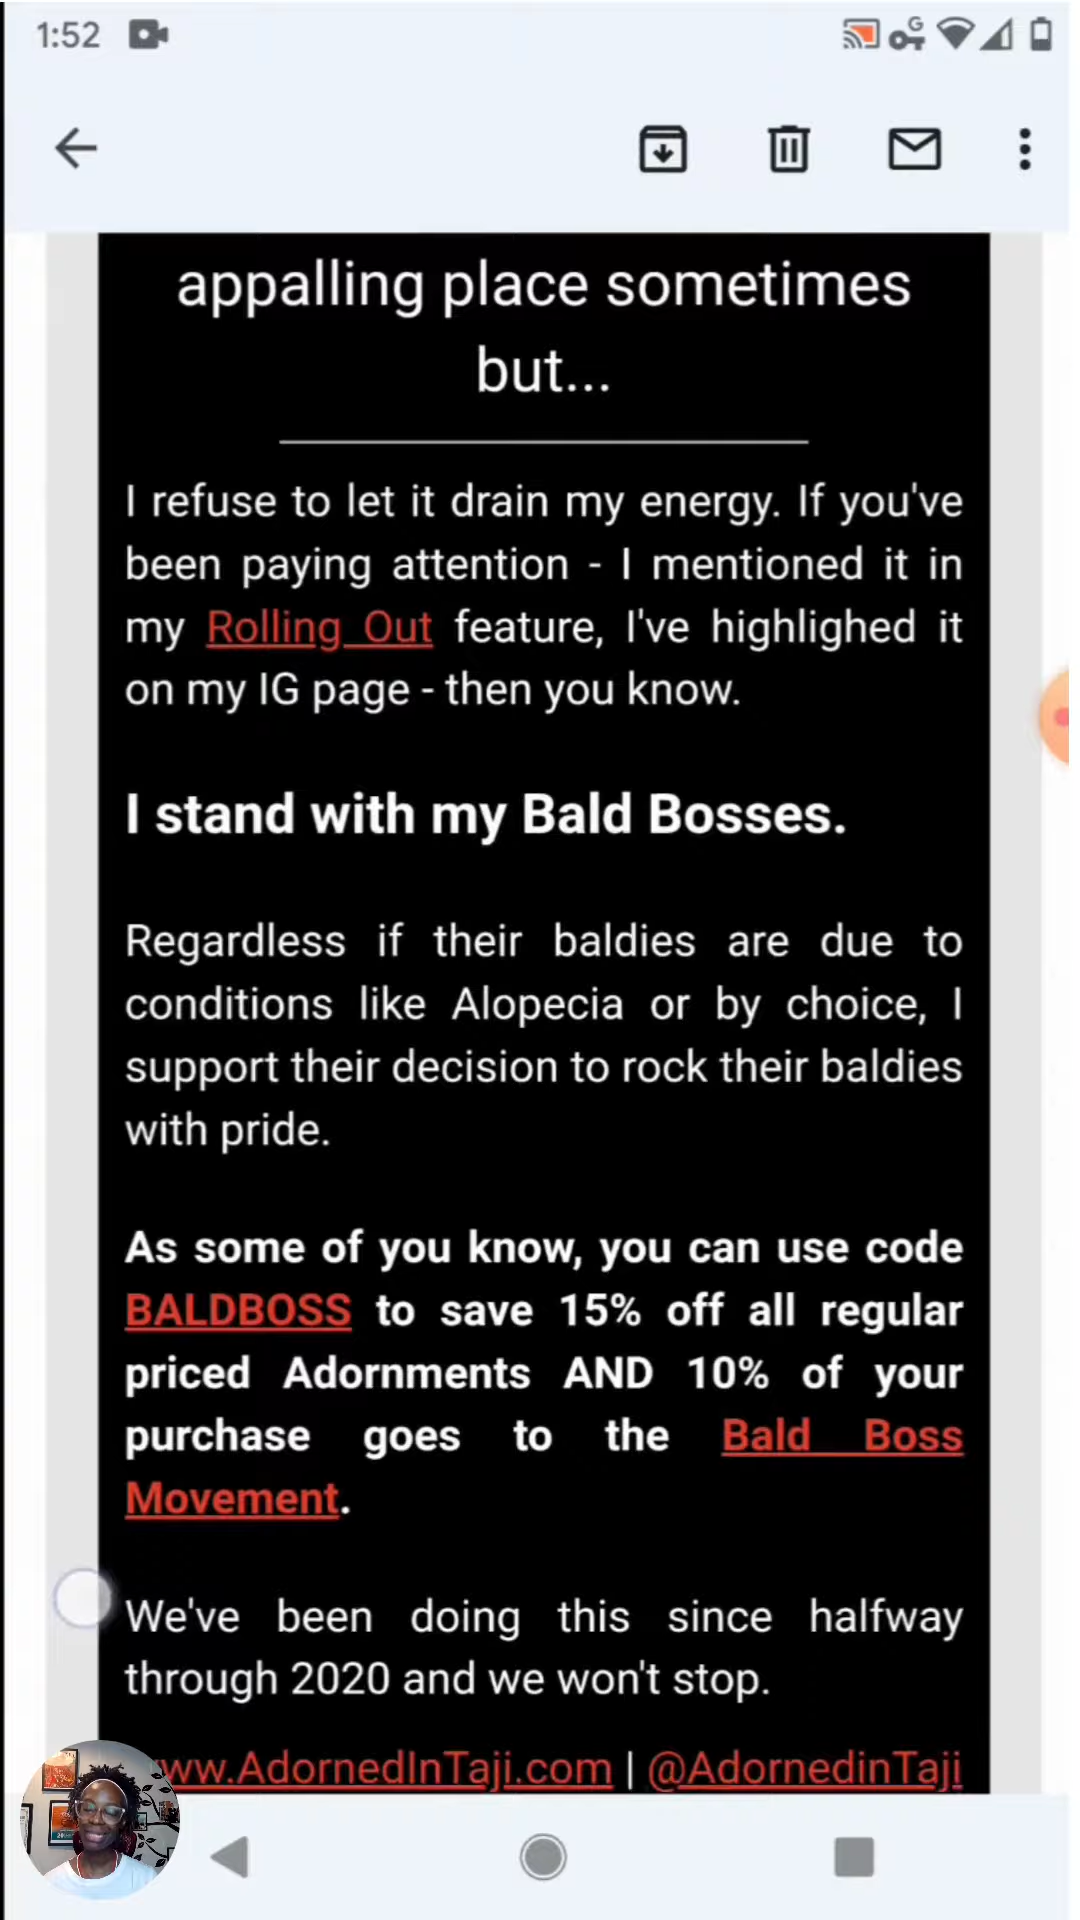 1:52
appalling place sometimes
but...
I refuse to let it drain my energy. If you've
been paying attention - I mentioned it in
my Rolling Out feature, I've highlighed it
on my IG page - then you know.
I stand with my Bald Bosses.
Regardless if their baldies are due to
conditions like Alopecia or by choice, I
support their decision to rock their baldies
with pride.
As some of you know, you can use code
BALDBOSS to save 15% off all regular
priced Adornments AND 10% of your
purchase goes to the Bald Boss
Movement.
We've been doing this since halfway
through 2020 and we won't stop.
www.AdornedInTaji.com | @AdornedinTaji